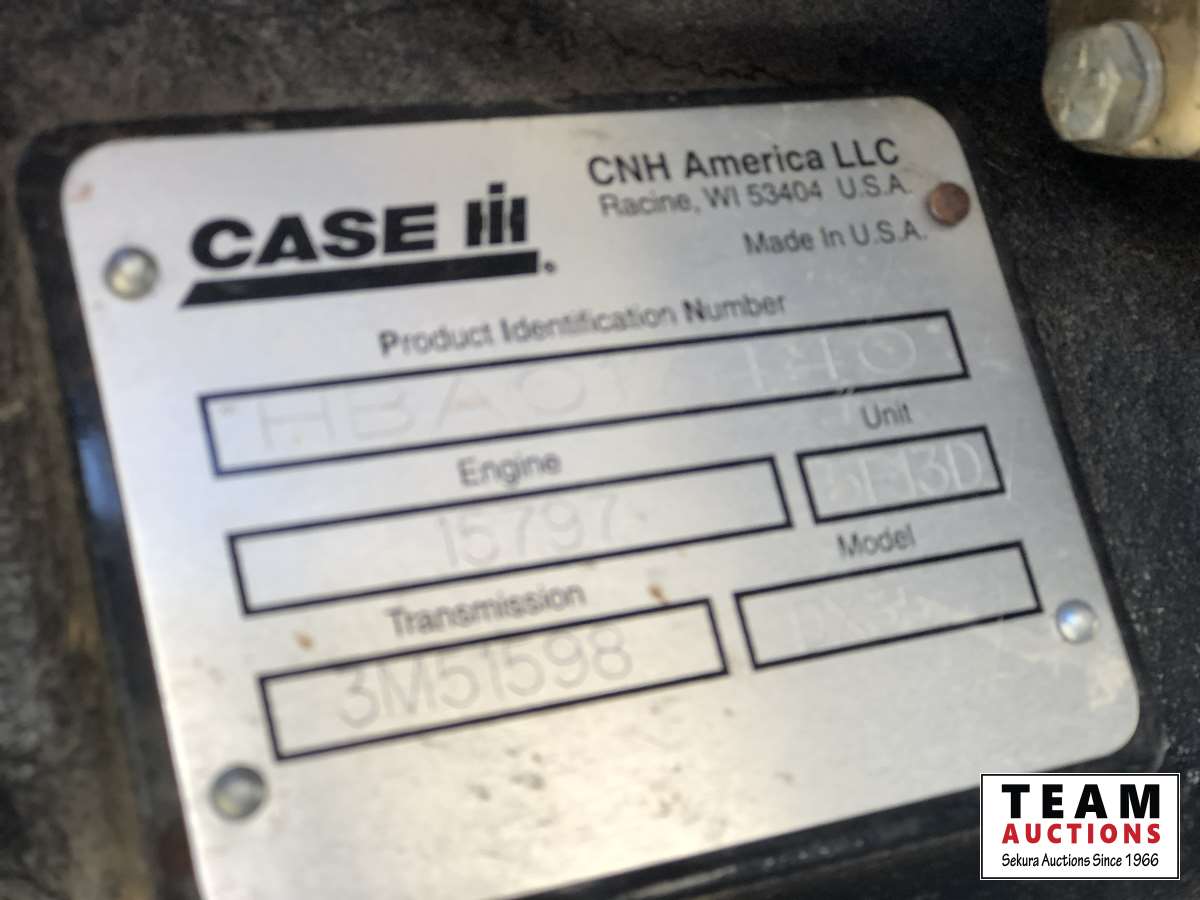 CASE IH
CNH America LLC
Racine, WI 53404 U.S.A.
Made In U.S.A.
Product Identification Number
Engine
Unit
15797
Transmission
Model
3M51598
TEAM
AUCTIONS
Sekura Auctions Since 1966